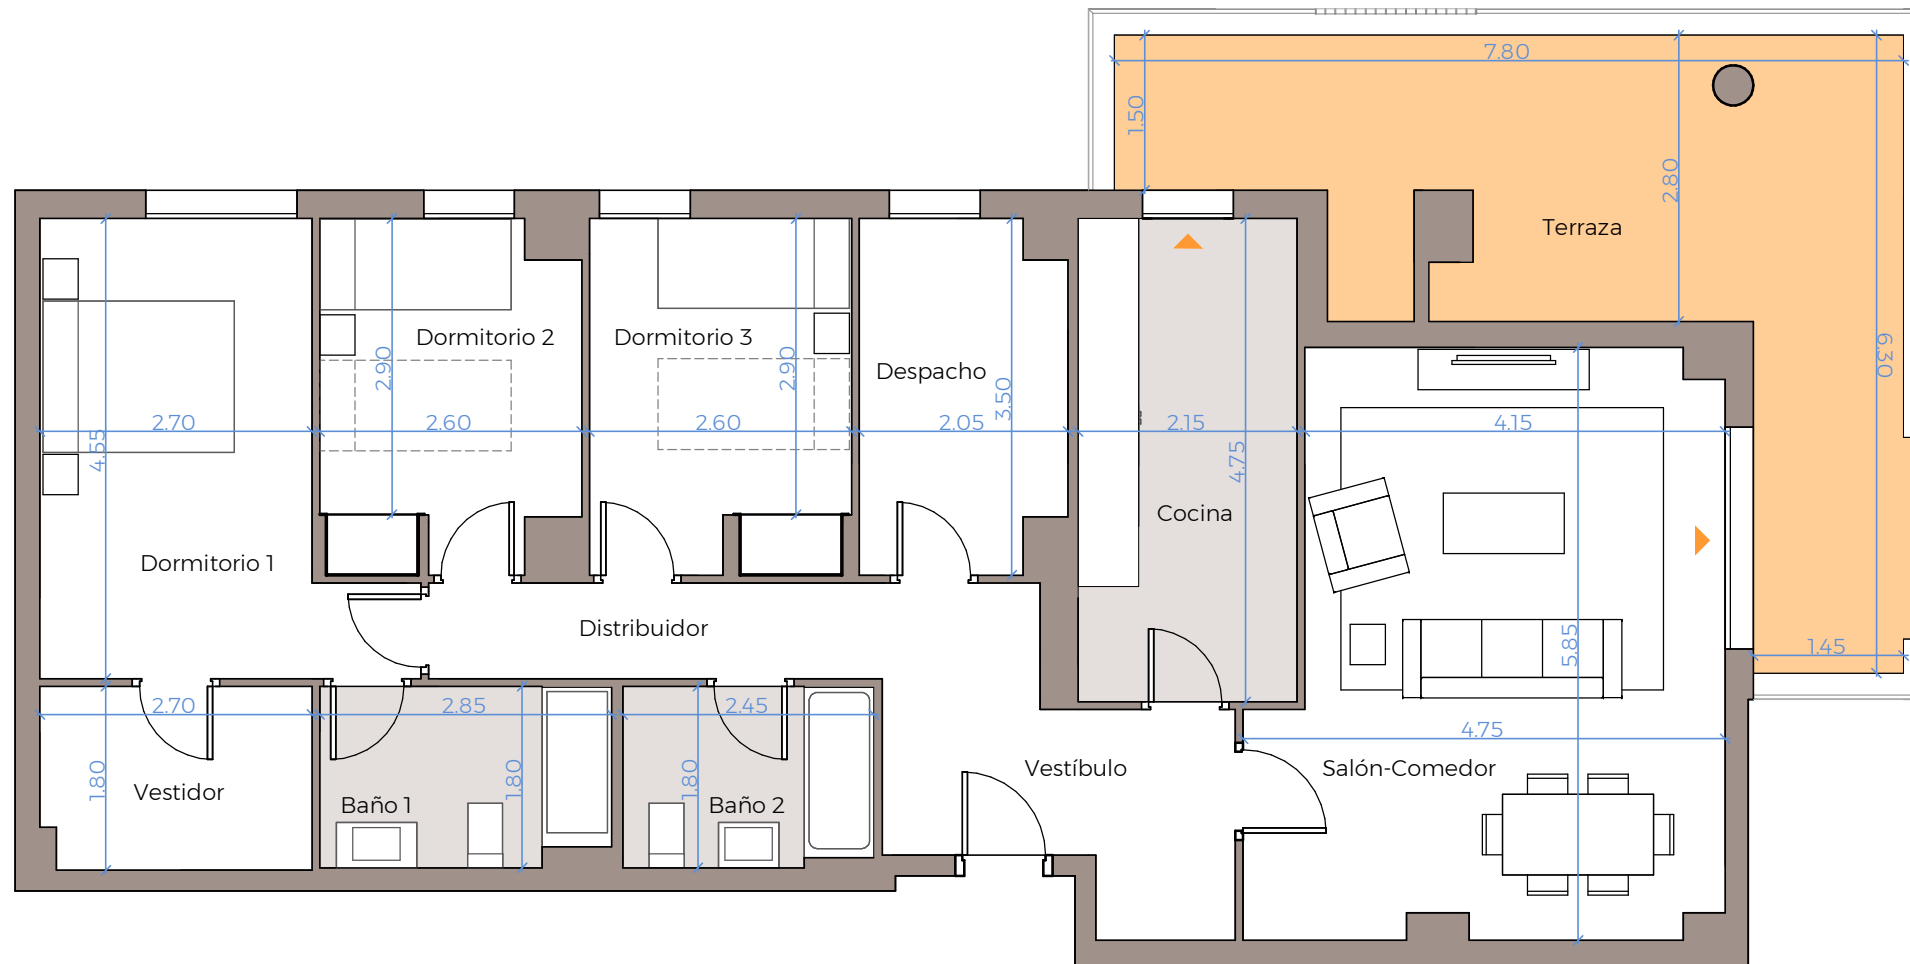 7.80
1.50
2.80
Terraza
6.30
Dormitorio 2
Dormitorio 3
2.90
2.90
Despacho
3.50
2.70
2.60
2.60
2.05
2.15
4.15
4.55
4.75
Cocina
Dormitorio 1
Distribuidor
5.85
1.45
2.70
2.85
2.45
4.75
1.80
1.80
1.80
Vestíbulo
Salón-Comedor
Vestidor
Baño 1
Baño 2